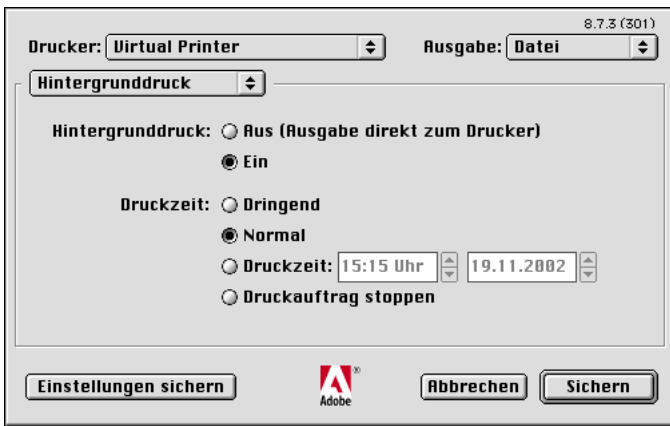 8.7.3 (301)
Drucker: Virtual Printer Ausgabe: Datei
Hintergrunddruck
Hintergrunddruck: Aus (Ausgabe direkt zum Drucker)
Ein
Druckzeit: Dringend
Normal
Druckzeit: 15:15 Uhr 19.11.2002
Druckauftrag stoppen
Einstellungen sichern Adobe® Abbrechen Sichern